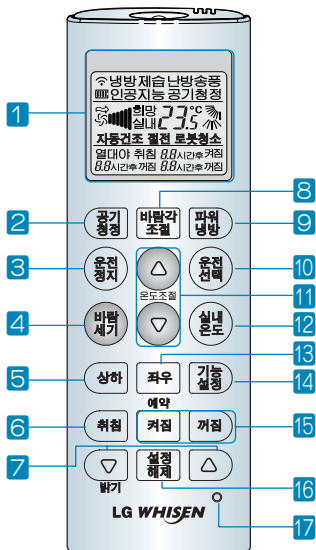 냉방제습난방송풍
인공지능 공기청정
희망
실내 23.5°C
자동건조 절전 로봇청소
열대야 취침 8.8시간후 켜짐
8.8시간후 꺼짐 8.8시간후 꺼짐
1
2 공기청정 바람각조절 8 파워냉방 9
3 운전정지 운전선택 10
온도조절 11
4 바람세기 실내온도 12
5 상하 좌우 13 기능설정 14
예약
6 취침 켜짐 꺼짐 15
7 밝기 설정해제 16
17
LG WHISEN